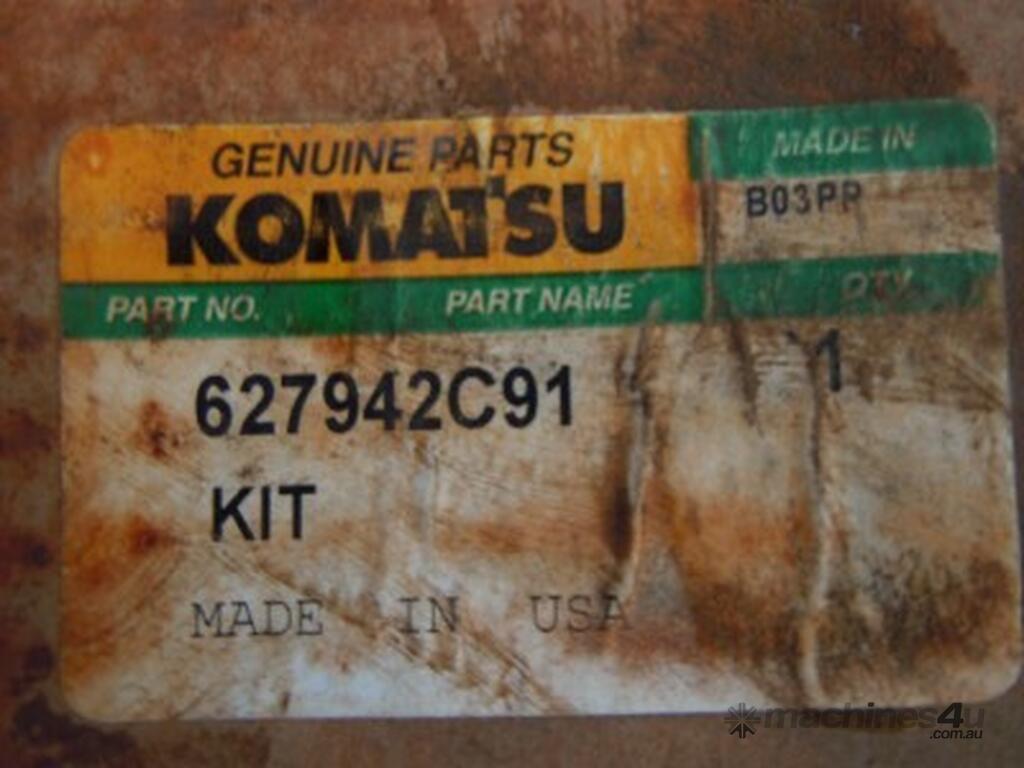 GENUINE PARTS
KOMATSU
MADE IN
B03PP
PART NO.
PART NAME
QTY
627942C91
1
KIT
MADE IN USA
machines4u
.com.au